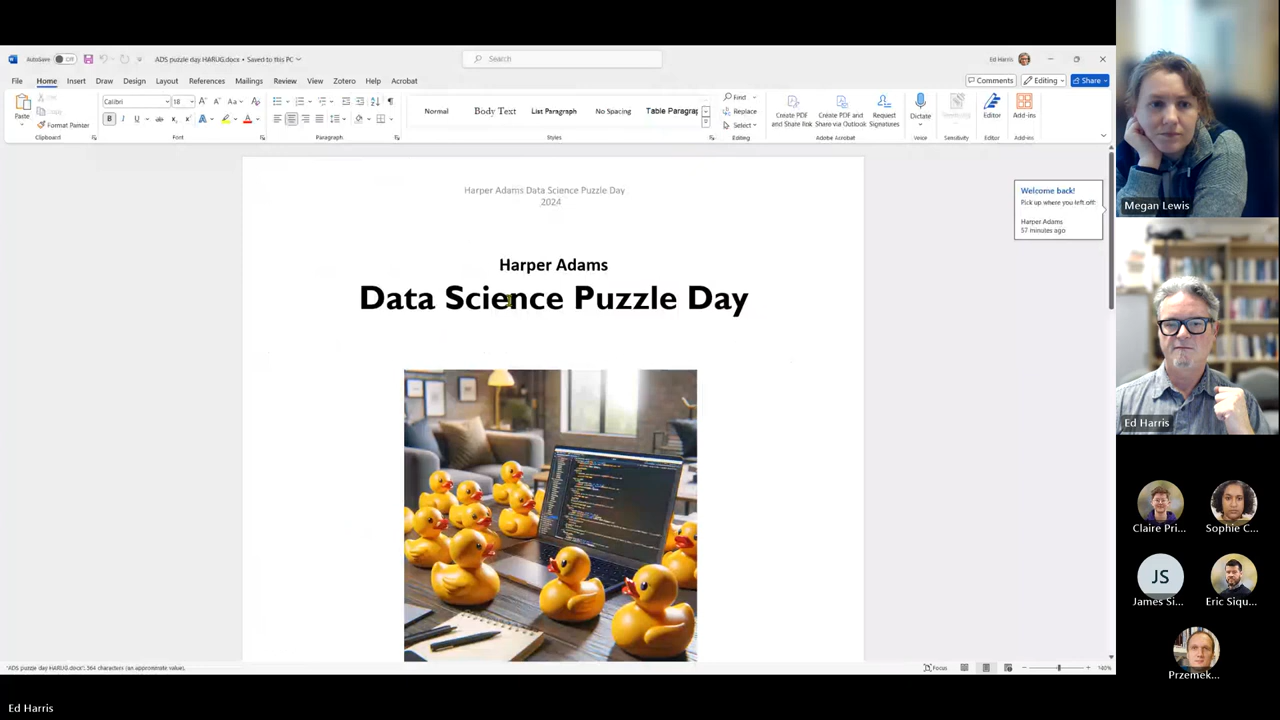 AutoSave Off
ADS puzzle day HARUG.docx • Saved to this PC
Search
Ed Harris
File Home Insert Draw Design Layout References Mailings Review View Zotero Help Acrobat
Comments Editing Share
Paste
Format Painter
Clipboard
Calibri 18
Font
Paragraph
Normal Body Text List Paragraph No Spacing Table Paragrap
Styles
Find
Replace
Select
Editing
Create PDF and Share link
Create PDF and Share via Outlook
Request Signatures
Adobe Acrobat
Dictate
Voice
Sensitivity
Editor
Editor
Add-ins
Add-ins
Harper Adams Data Science Puzzle Day
2024
Harper Adams
Data Science Puzzle Day
Welcome back!
Pick up where you left off:
Harper Adams
57 minutes ago
Focus
140%
Megan Lewis
Ed Harris
Claire Pri...
Sophie C...
JS
James Si...
Eric Siqu...
Przemek...
Ed Harris